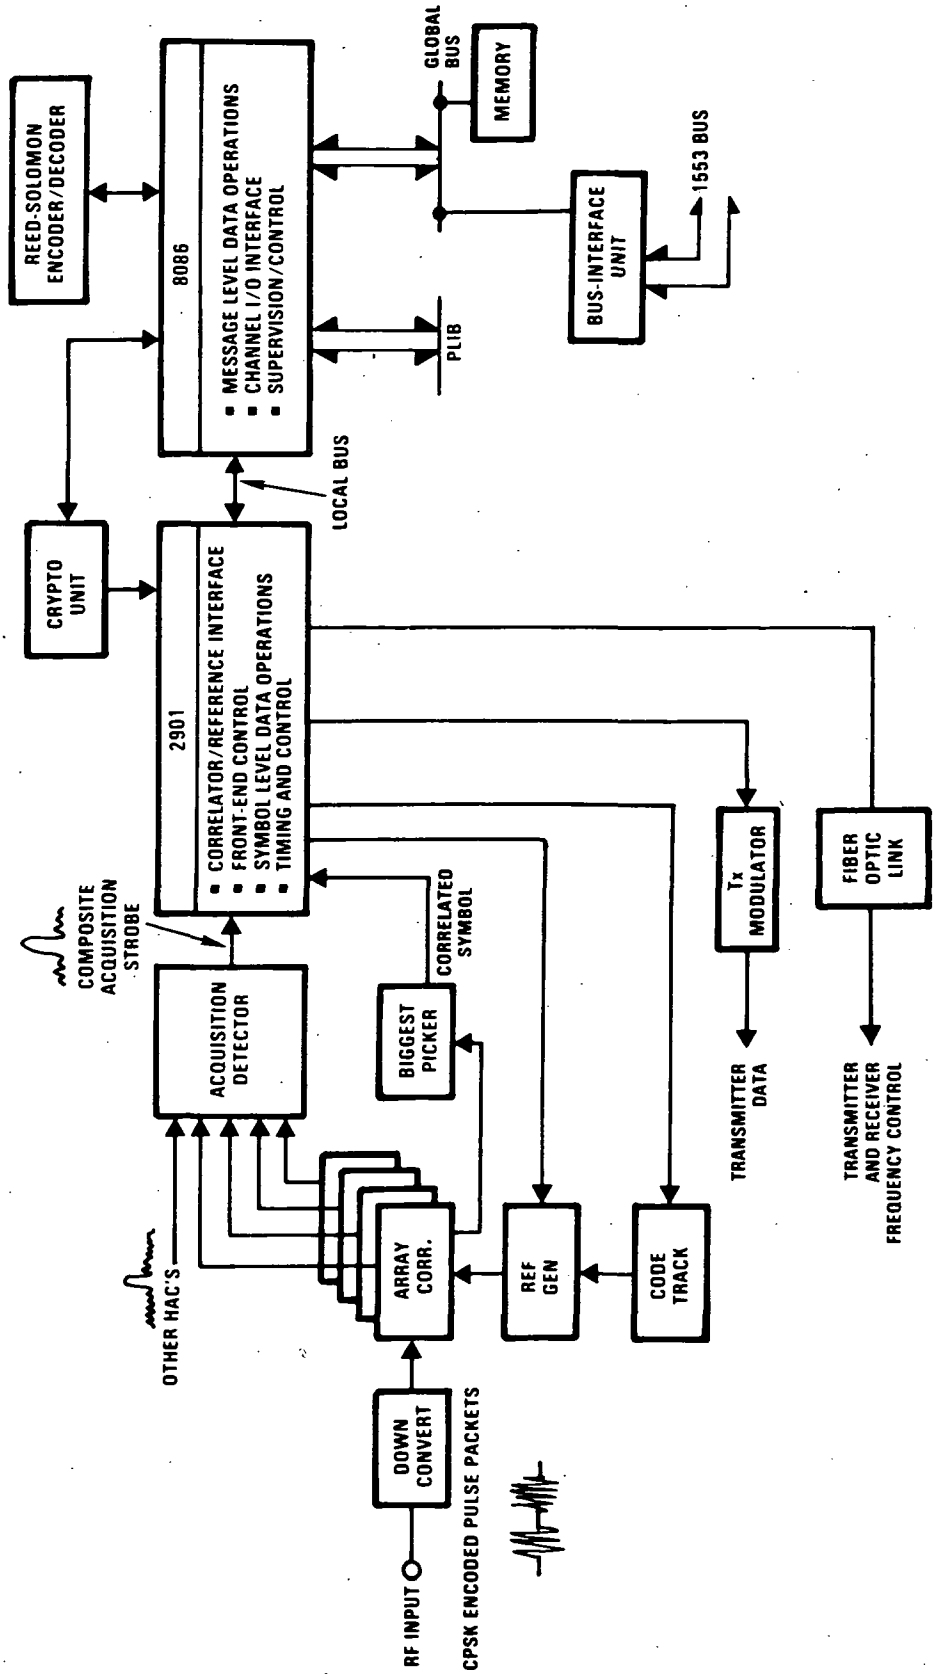 REED-SOLOMON
ENCODER/DECODER
CRYPTO
UNIT
8086
■ MESSAGE LEVEL DATA OPERATIONS
■ CHANNEL I/O INTERFACE
■ SUPERVISION/CONTROL
GLOBAL
BUS
MEMORY
PLIB
BUS-INTERFACE
UNIT
1553 BUS
LOCAL BUS
2901
■ CORRELATOR/REFERENCE INTERFACE
■ FRONT-END CONTROL
■ SYMBOL LEVEL DATA OPERATIONS
■ TIMING AND CONTROL
COMPOSITE
ACQUISITION
STROBE
ACQUISITION
DETECTOR
OTHER HAC'S
BIGGEST
PICKER
CORRELATED
SYMBOL
ARRAY
CORR.
DOWN
CONVERT
RF INPUT
CPSK ENCODED PULSE PACKETS
REF
GEN
CODE
TRACK
Tx
MODULATOR
TRANSMITTER
DATA
FIBER
OPTIC
LINK
TRANSMITTER
AND RECEIVER
FREQUENCY CONTROL